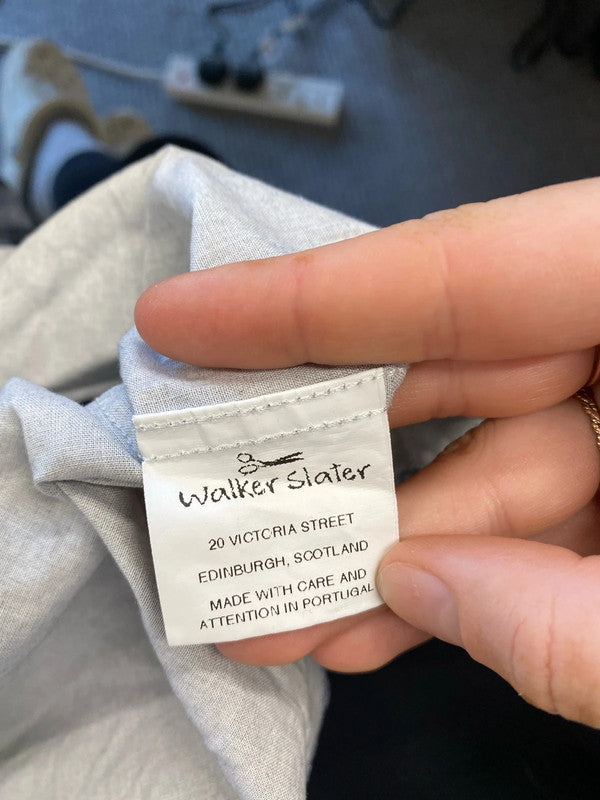 Walker Slater
20 VICTORIA STREET
EDINBURGH, SCOTLAND
MADE WITH CARE AND
ATTENTION IN PORTUGAL